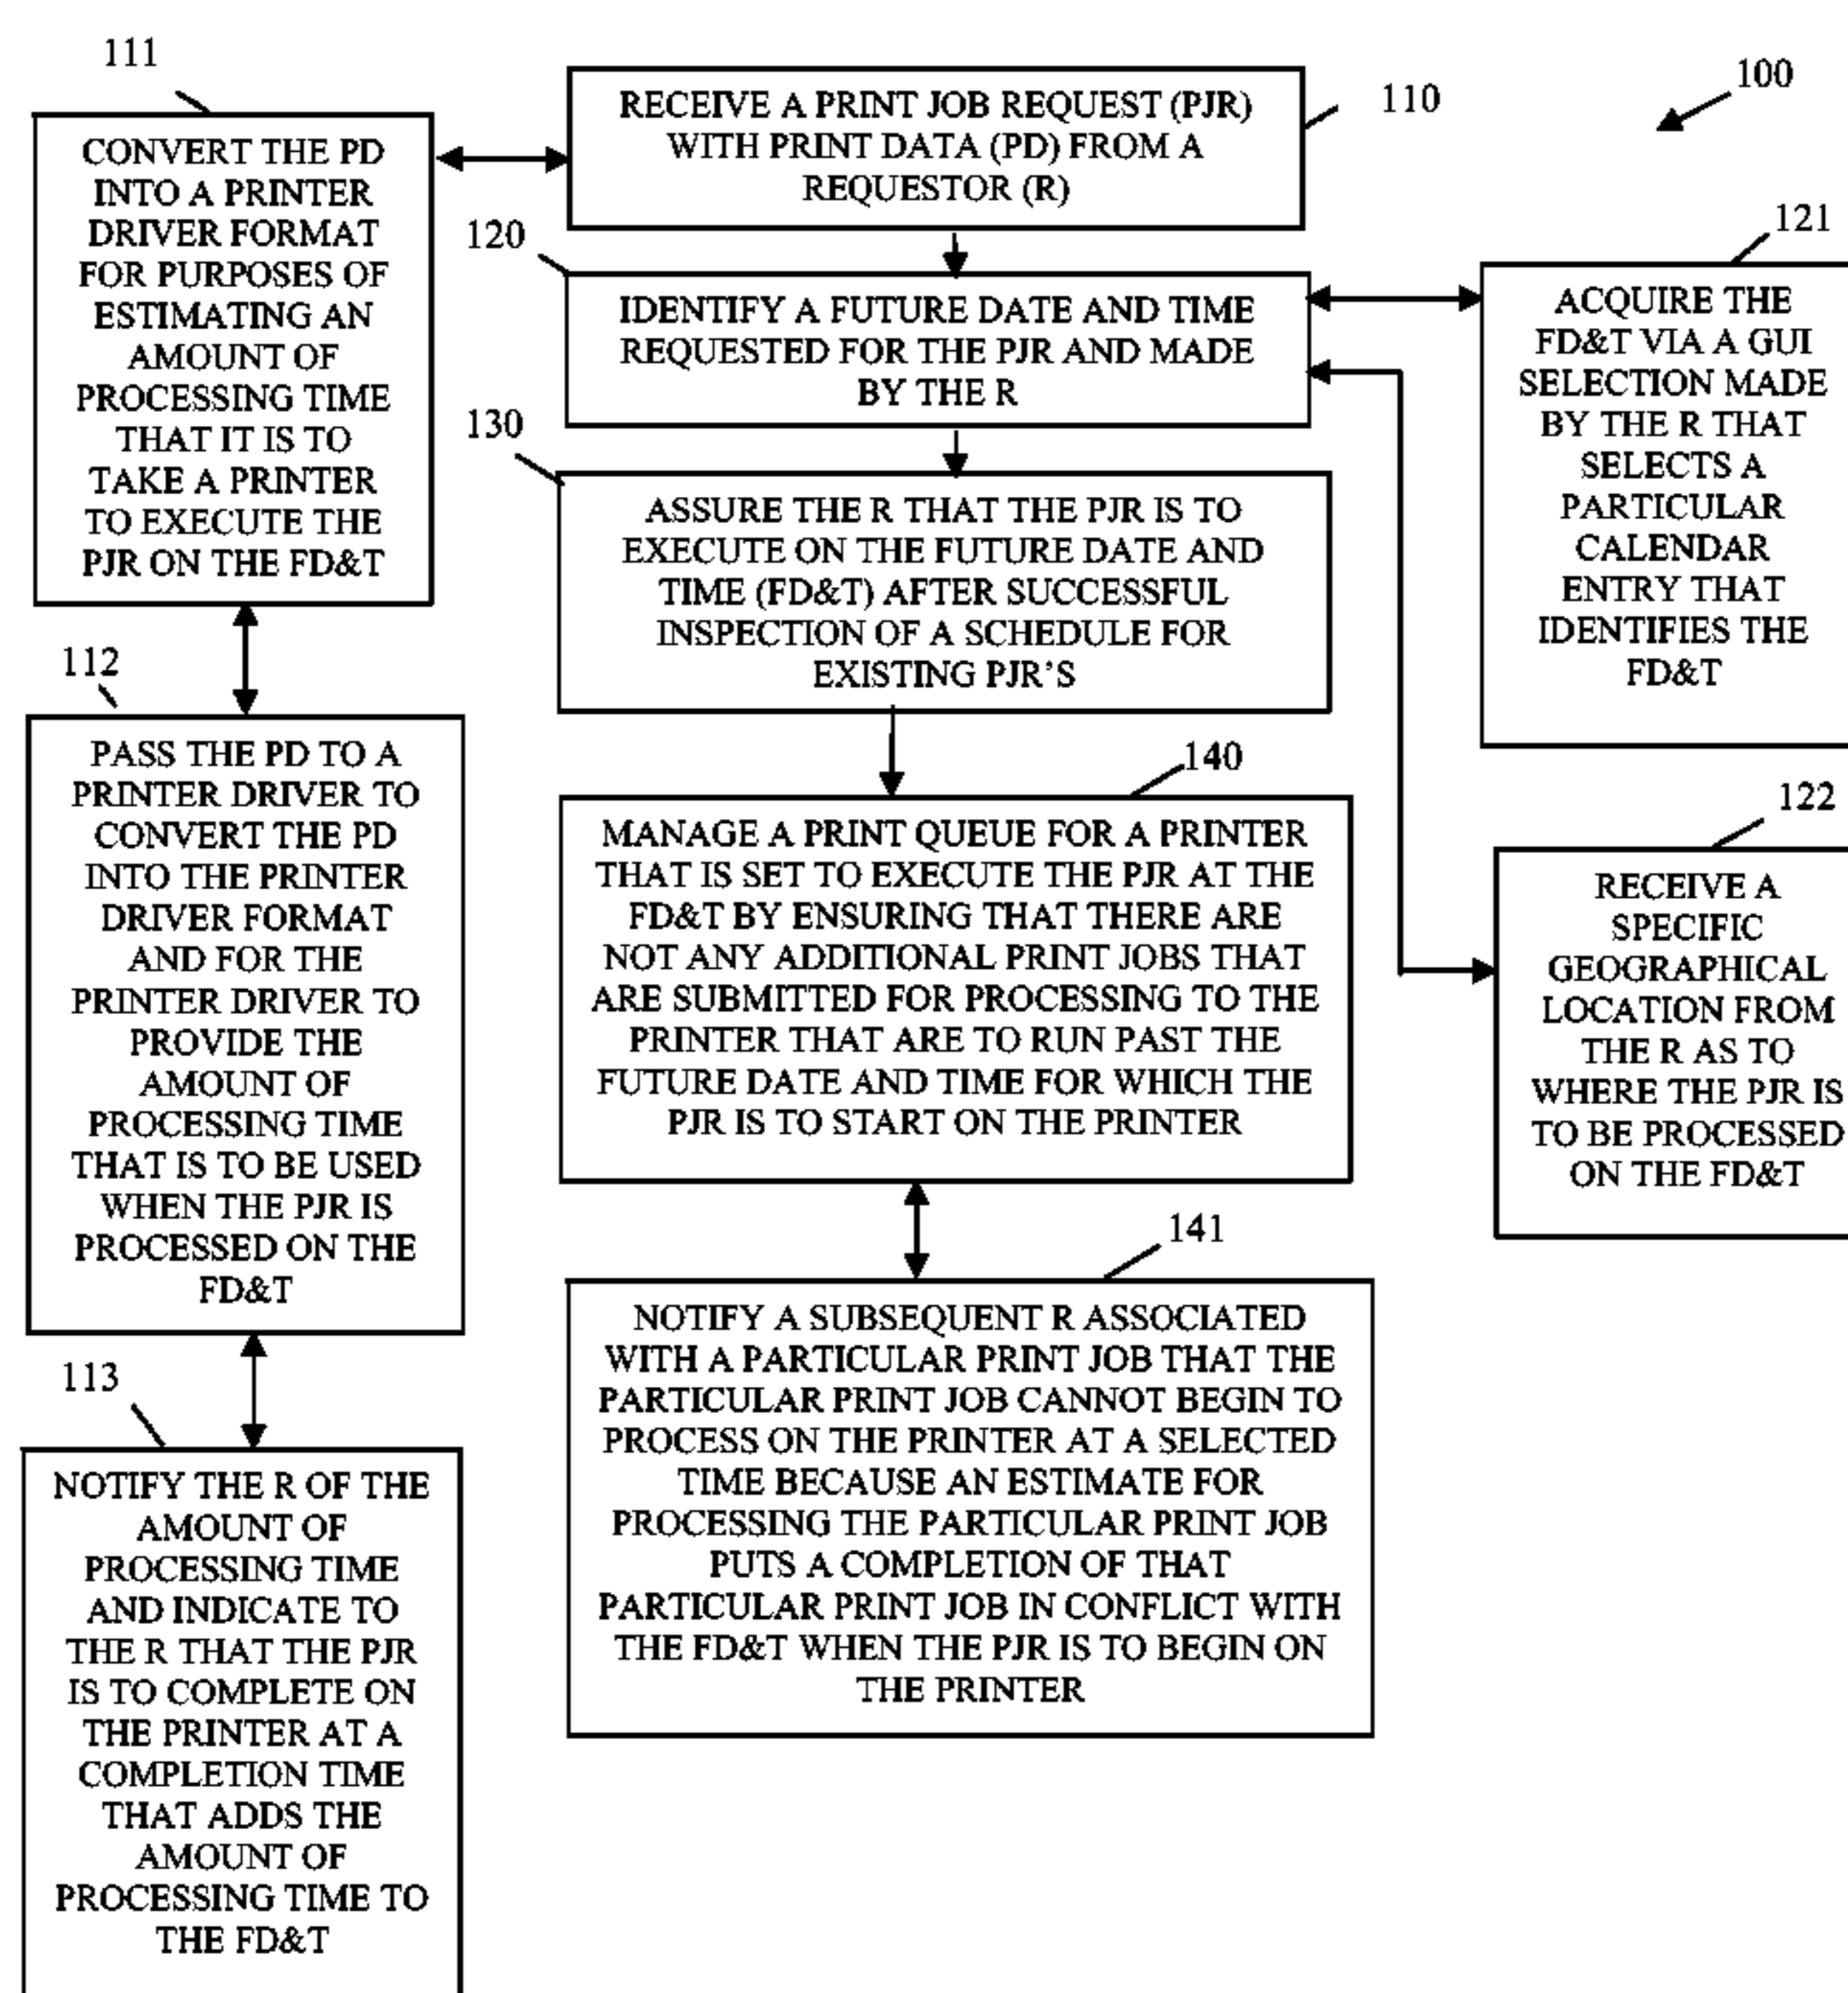 111
CONVERT THE PD
INTO A PRINTER
DRIVER FORMAT
FOR PURPOSES OF
ESTIMATING AN
AMOUNT OF
PROCESSING TIME
THAT IT IS TO
TAKE A PRINTER
TO EXECUTE THE
PJR ON THE FD&T
112
PASS THE PD TO A
PRINTER DRIVER TO
CONVERT THE PD
INTO THE PRINTER
DRIVER FORMAT
AND FOR THE
PRINTER DRIVER TO
PROVIDE THE
AMOUNT OF
PROCESSING TIME
THAT IS TO BE USED
WHEN THE PJR IS
PROCESSED ON THE
FD&T
113
NOTIFY THE R OF THE
AMOUNT OF
PROCESSING TIME
AND INDICATE TO
THE R THAT THE PJR
IS TO COMPLETE ON
THE PRINTER AT A
COMPLETION TIME
THAT ADDS THE
AMOUNT OF
PROCESSING TIME TO
THE FD&T
RECEIVE A PRINT JOB REQUEST (PJR)
WITH PRINT DATA (PD) FROM A
REQUESTOR (R)
110
120
IDENTIFY A FUTURE DATE AND TIME
REQUESTED FOR THE PJR AND MADE
BY THE R
130
ASSURE THE R THAT THE PJR IS TO
EXECUTE ON THE FUTURE DATE AND
TIME (FD&T) AFTER SUCCESSFUL
INSPECTION OF A SCHEDULE FOR
EXISTING PJR'S
140
MANAGE A PRINT QUEUE FOR A PRINTER
THAT IS SET TO EXECUTE THE PJR AT THE
FD&T BY ENSURING THAT THERE ARE
NOT ANY ADDITIONAL PRINT JOBS THAT
ARE SUBMITTED FOR PROCESSING TO THE
PRINTER THAT ARE TO RUN PAST THE
FUTURE DATE AND TIME FOR WHICH THE
PJR IS TO START ON THE PRINTER
141
NOTIFY A SUBSEQUENT R ASSOCIATED
WITH A PARTICULAR PRINT JOB THAT THE
PARTICULAR PRINT JOB CANNOT BEGIN TO
PROCESS ON THE PRINTER AT A SELECTED
TIME BECAUSE AN ESTIMATE FOR
PROCESSING THE PARTICULAR PRINT JOB
PUTS A COMPLETION OF THAT
PARTICULAR PRINT JOB IN CONFLICT WITH
THE FD&T WHEN THE PJR IS TO BEGIN ON
THE PRINTER
100
121
ACQUIRE THE
FD&T VIA A GUI
SELECTION MADE
BY THE R THAT
SELECTS A
PARTICULAR
CALENDAR
ENTRY THAT
IDENTIFIES THE
FD&T
122
RECEIVE A
SPECIFIC
GEOGRAPHICAL
LOCATION FROM
THE R AS TO
WHERE THE PJR IS
TO BE PROCESSED
ON THE FD&T